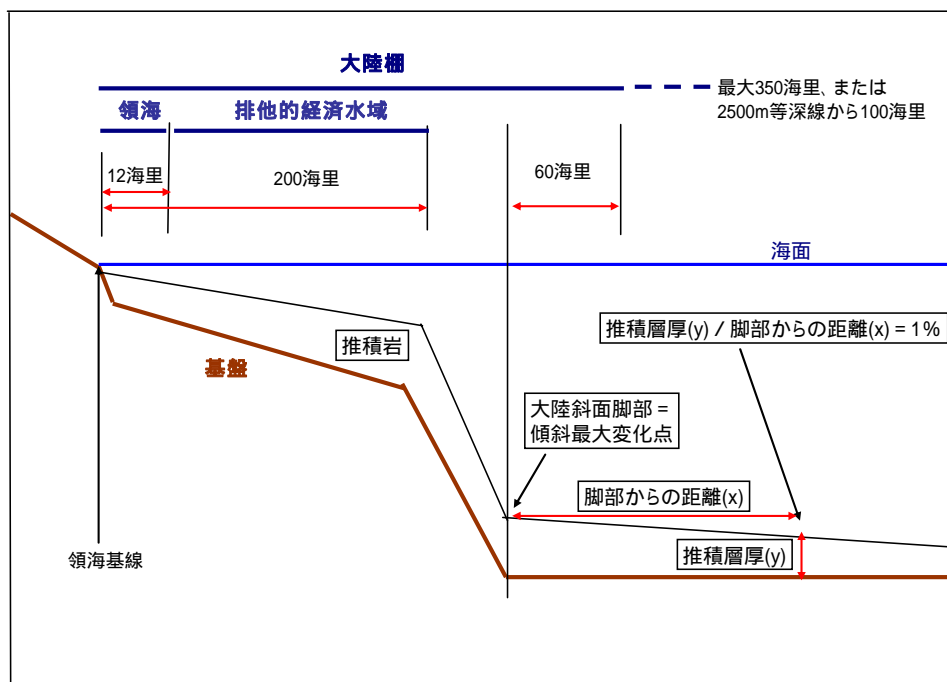 大陸棚
最大350海里、または
2500m等深線から100海里
領海
排他的経済水域
12海里
200海里
60海里
海面
推積岩
基盤
推積層厚(y) / 脚部からの距離(x) = 1%
大陸斜面脚部 =
傾斜最大変化点
脚部からの距離(x)
推積層厚(y)
領海基線